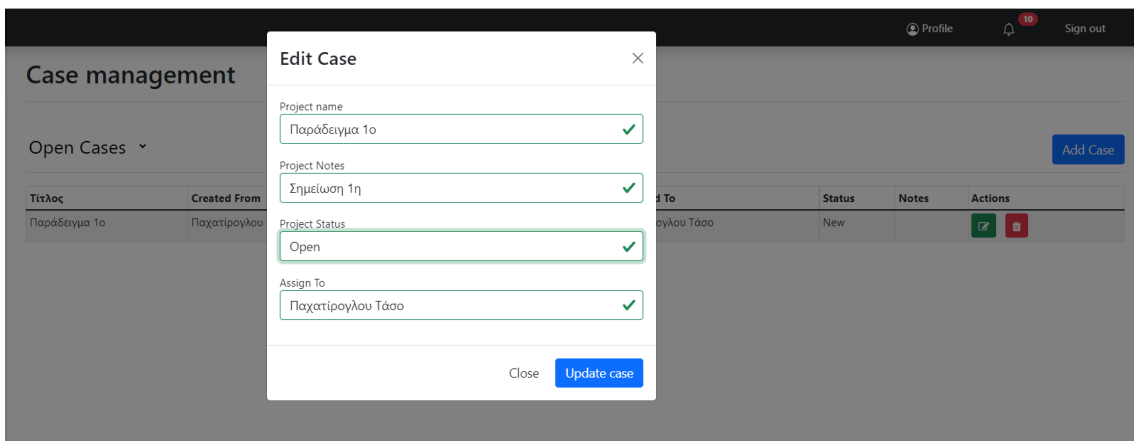 Profile 10 Sign out
Case management
Edit Case
Project name
Παράδειγμα 1ο
Open Cases
Add Case
Project Notes
Σημείωση 1η
Τίτλος Created From d To Status Notes Actions
Παράδειγμα 1ο Παχατίρογλου ογλου Τάσο New
Project Status
Open
Assign To
Παχατίρογλου Τάσο
Close Update case